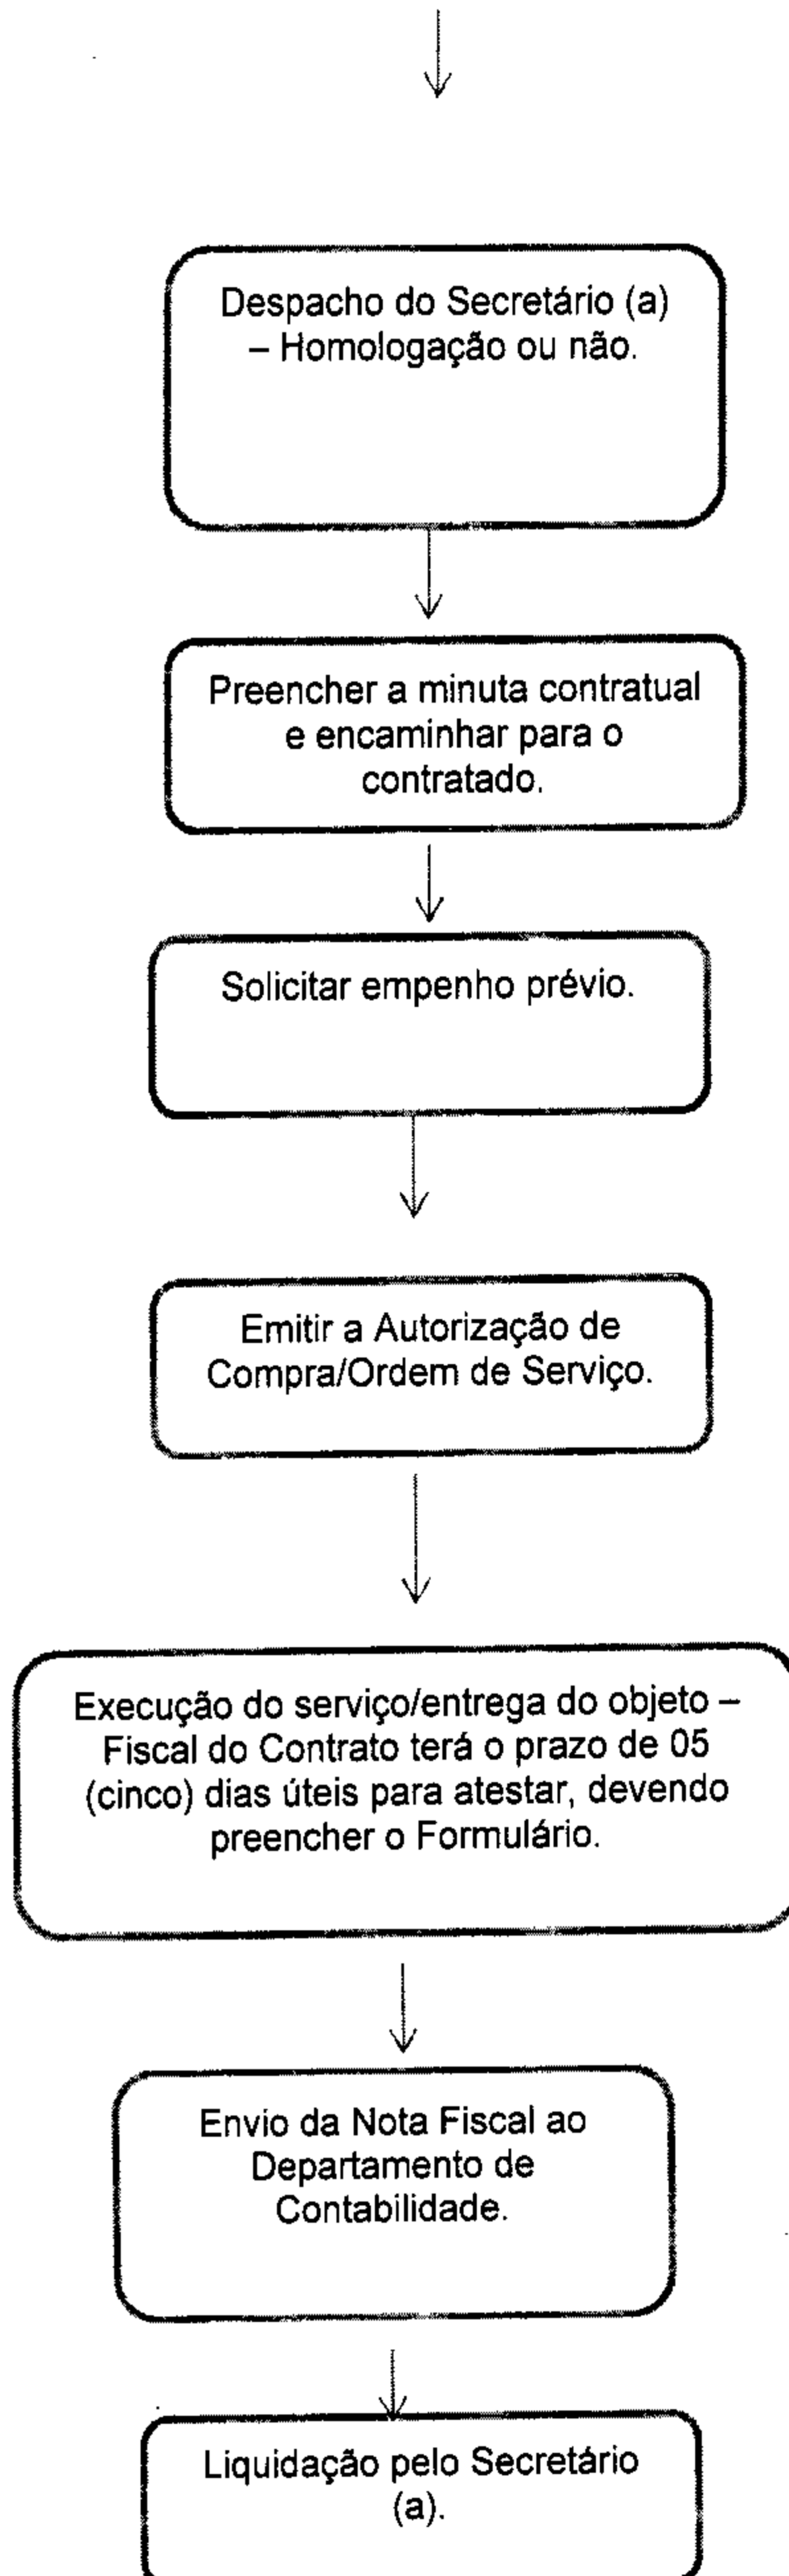 Despacho do Secretário (a)
– Homologação ou não.
Preencher a minuta contratual
e encaminhar para o
contratado.
Solicitar empenho prévio.
Emitir a Autorização de
Compra/Ordem de Serviço.
Execução do serviço/entrega do objeto –
Fiscal do Contrato terá o prazo de 05
(cinco) dias úteis para atestar, devendo
preencher o Formulário.
Envio da Nota Fiscal ao
Departamento de
Contabilidade.
Liquidação pelo Secretário
(a).